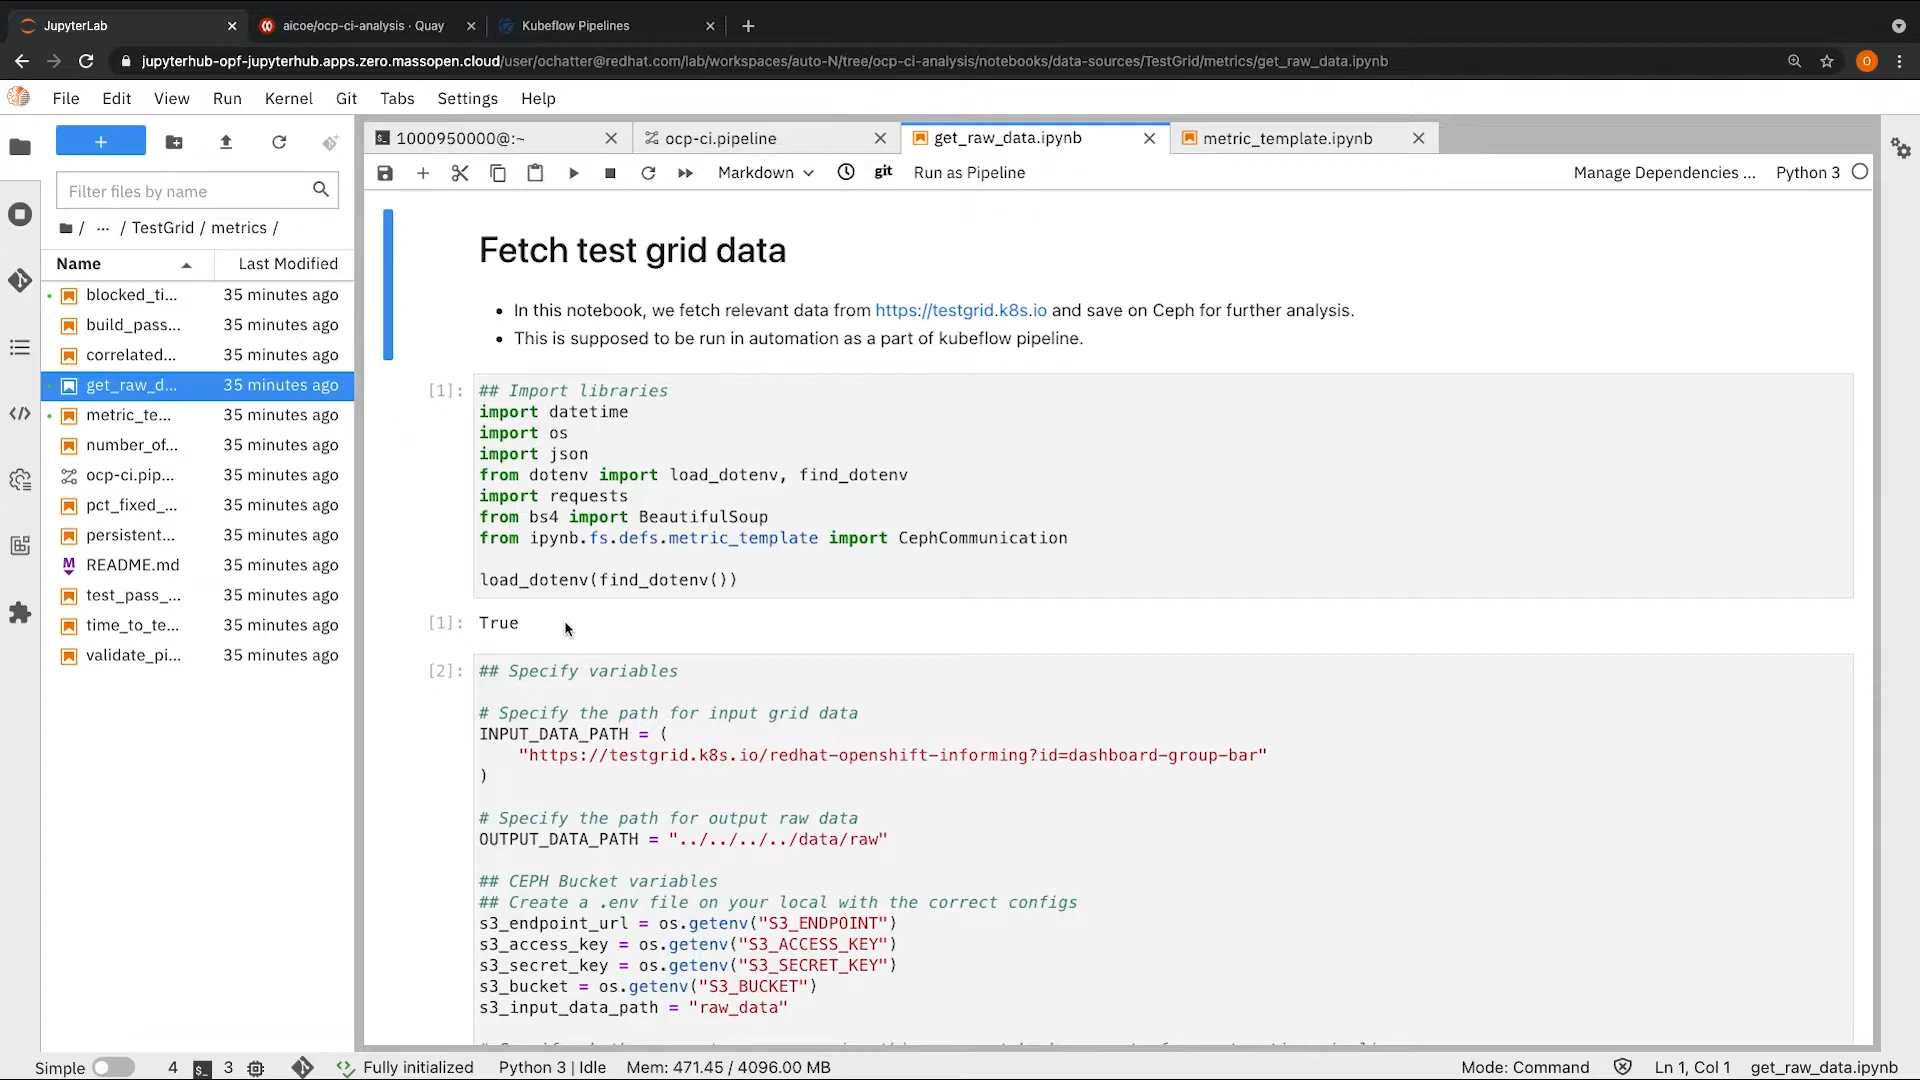 JupyterLab
aicoe/ocp-ci-analysis · Quay
Kubeflow Pipelines
jupyterhub-opf-jupyterhub.apps.zero.massopen.cloud/user/ochatter@redhat.com/lab/workspaces/auto-N/tree/ocp-ci-analysis/notebooks/data-sources/TestGrid/metrics/get_raw_data.ipynb
O
File Edit View Run Kernel Git Tabs Settings Help
1000950000@:~
ocp-ci.pipeline
get_raw_data.ipynb
metric_template.ipynb
Markdown
git
Run as Pipeline
Manage Dependencies ...
Python 3
Filter files by name
/ ··· / TestGrid / metrics /
Name Last Modified
blocked_ti... 35 minutes ago
build_pass... 35 minutes ago
correlated... 35 minutes ago
get_raw_d... 35 minutes ago
metric_te... 35 minutes ago
number_of... 35 minutes ago
ocp-ci.pip... 35 minutes ago
pct_fixed_... 35 minutes ago
persistent... 35 minutes ago
README.md 35 minutes ago
test_pass_... 35 minutes ago
time_to_te... 35 minutes ago
validate_pi... 35 minutes ago
Fetch test grid data
• In this notebook, we fetch relevant data from https://testgrid.k8s.io and save on Ceph for further analysis.
• This is supposed to be run in automation as a part of kubeflow pipeline.
[1]: ## Import libraries
import datetime
import os
import json
from dotenv import load_dotenv, find_dotenv
import requests
from bs4 import BeautifulSoup
from ipynb.fs.defs.metric_template import CephCommunication
load_dotenv(find_dotenv())
[1]: True
[2]: ## Specify variables
# Specify the path for input grid data
INPUT_DATA_PATH = (
"https://testgrid.k8s.io/redhat-openshift-informing?id=dashboard-group-bar"
)
# Specify the path for output raw data
OUTPUT_DATA_PATH = "../../../../data/raw"
## CEPH Bucket variables
## Create a .env file on your local with the correct configs
s3_endpoint_url = os.getenv("S3_ENDPOINT")
s3_access_key = os.getenv("S3_ACCESS_KEY")
s3_secret_key = os.getenv("S3_SECRET_KEY")
s3_bucket = os.getenv("S3_BUCKET")
s3_input_data_path = "raw_data"
Simple 4 3 Fully initialized Python 3 | Idle Mem: 471.45 / 4096.00 MB Mode: Command Ln 1, Col 1 get_raw_data.ipynb